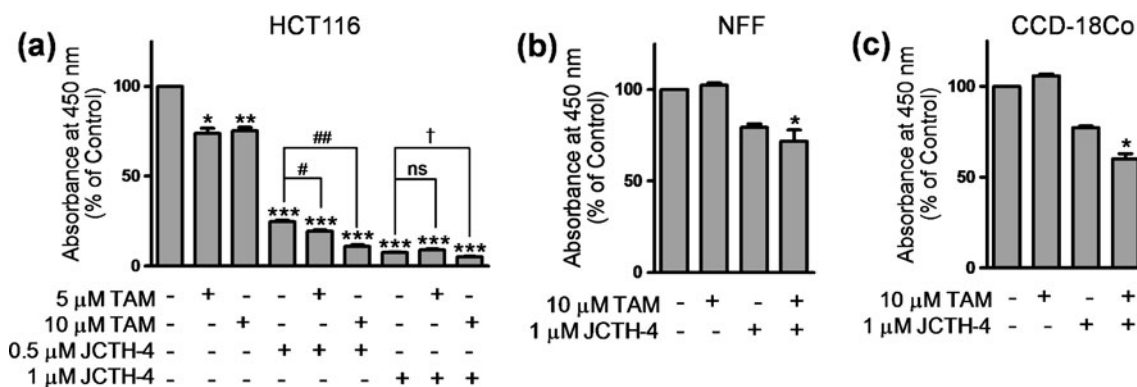 (a)
HCT116
Absorbance at 450 nm
(% of Control)
100
50
0
*
**
***
***
***
***
***
***
#
##
ns
†
5 µM TAM - + - - + - - + -
10 µM TAM - - + - - + - - +
0.5 µM JCTH-4 - - - + + + - - -
1 µM JCTH-4 - - - - - - + + +
(b)
NFF
Absorbance at 450 nm
(% of Control)
100
50
0
*
10 µM TAM - + - +
1 µM JCTH-4 - - + +
(c)
CCD-18Co
Absorbance at 450 nm
(% of Control)
100
50
0
*
10 µM TAM - + - +
1 µM JCTH-4 - - + +